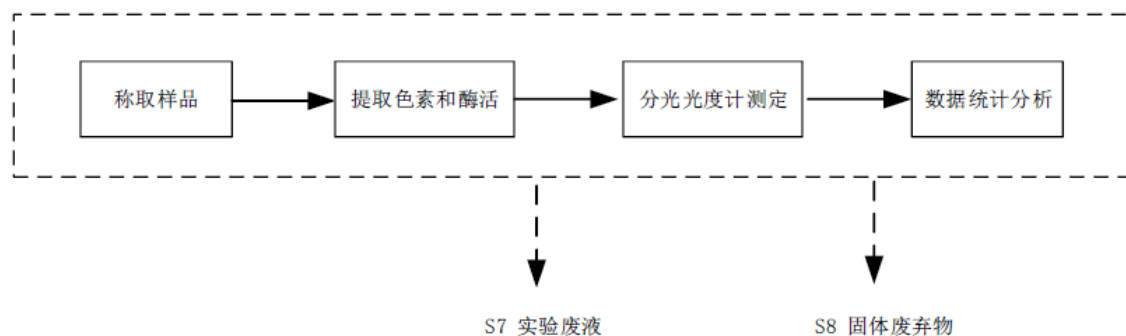 称取样品
提取色素和酶活
分光光度计测定
数据统计分析
S7 实验废液
S8 固体废弃物